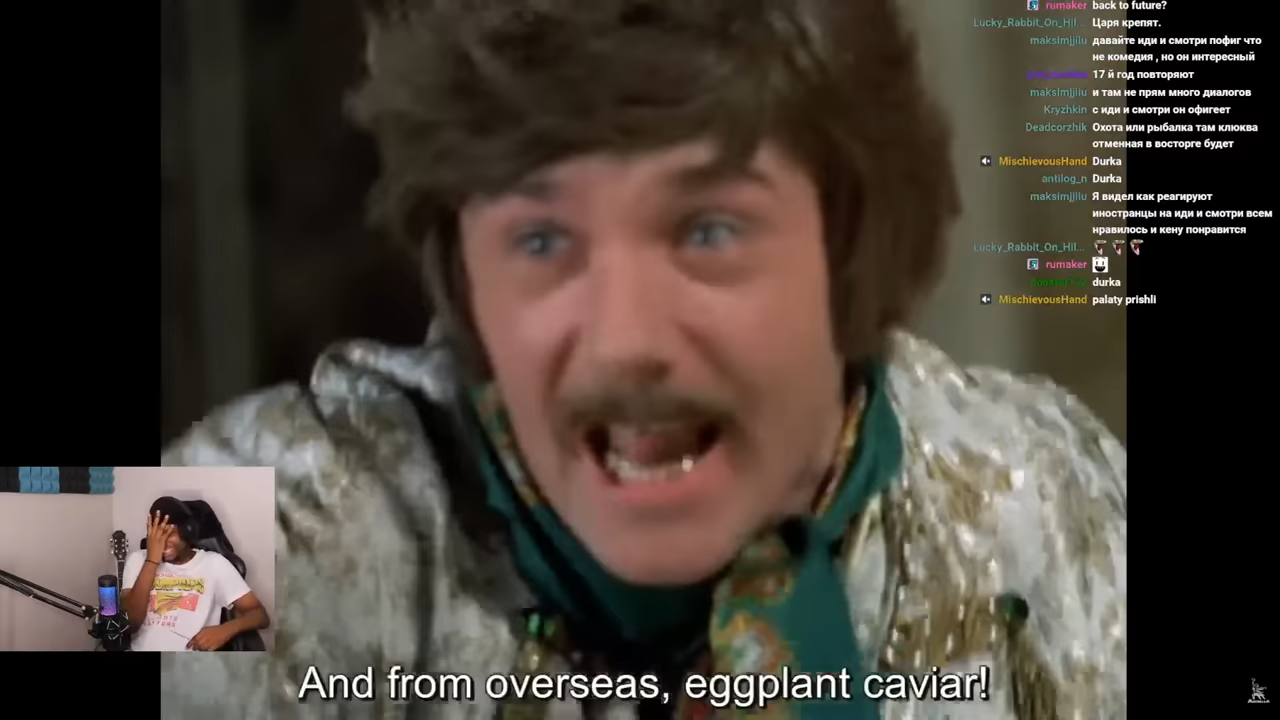 rumaker back to future?
Lucky_Rabbit_On_Hil... Царя крепят.
maksimjjilu давайте иди и смотри пофиг что
не комедия , но он интересный
17 й год повторяют
maksimjjilu и там не прям много диалогов
Kryzhkin с иди и смотри он офигеет
Deadcorzhik Охота или рыбалка там клюква
отменная в восторге будет
MischievousHand Durka
antilog_n Durka
maksimjjilu Я видел как реагируют
иностранцы на иди и смотри всем
нравилось и кену понравится
Lucky_Rabbit_On_Hil...
rumaker
durka
MischievousHand palaty prishli
And from overseas, eggplant caviar!